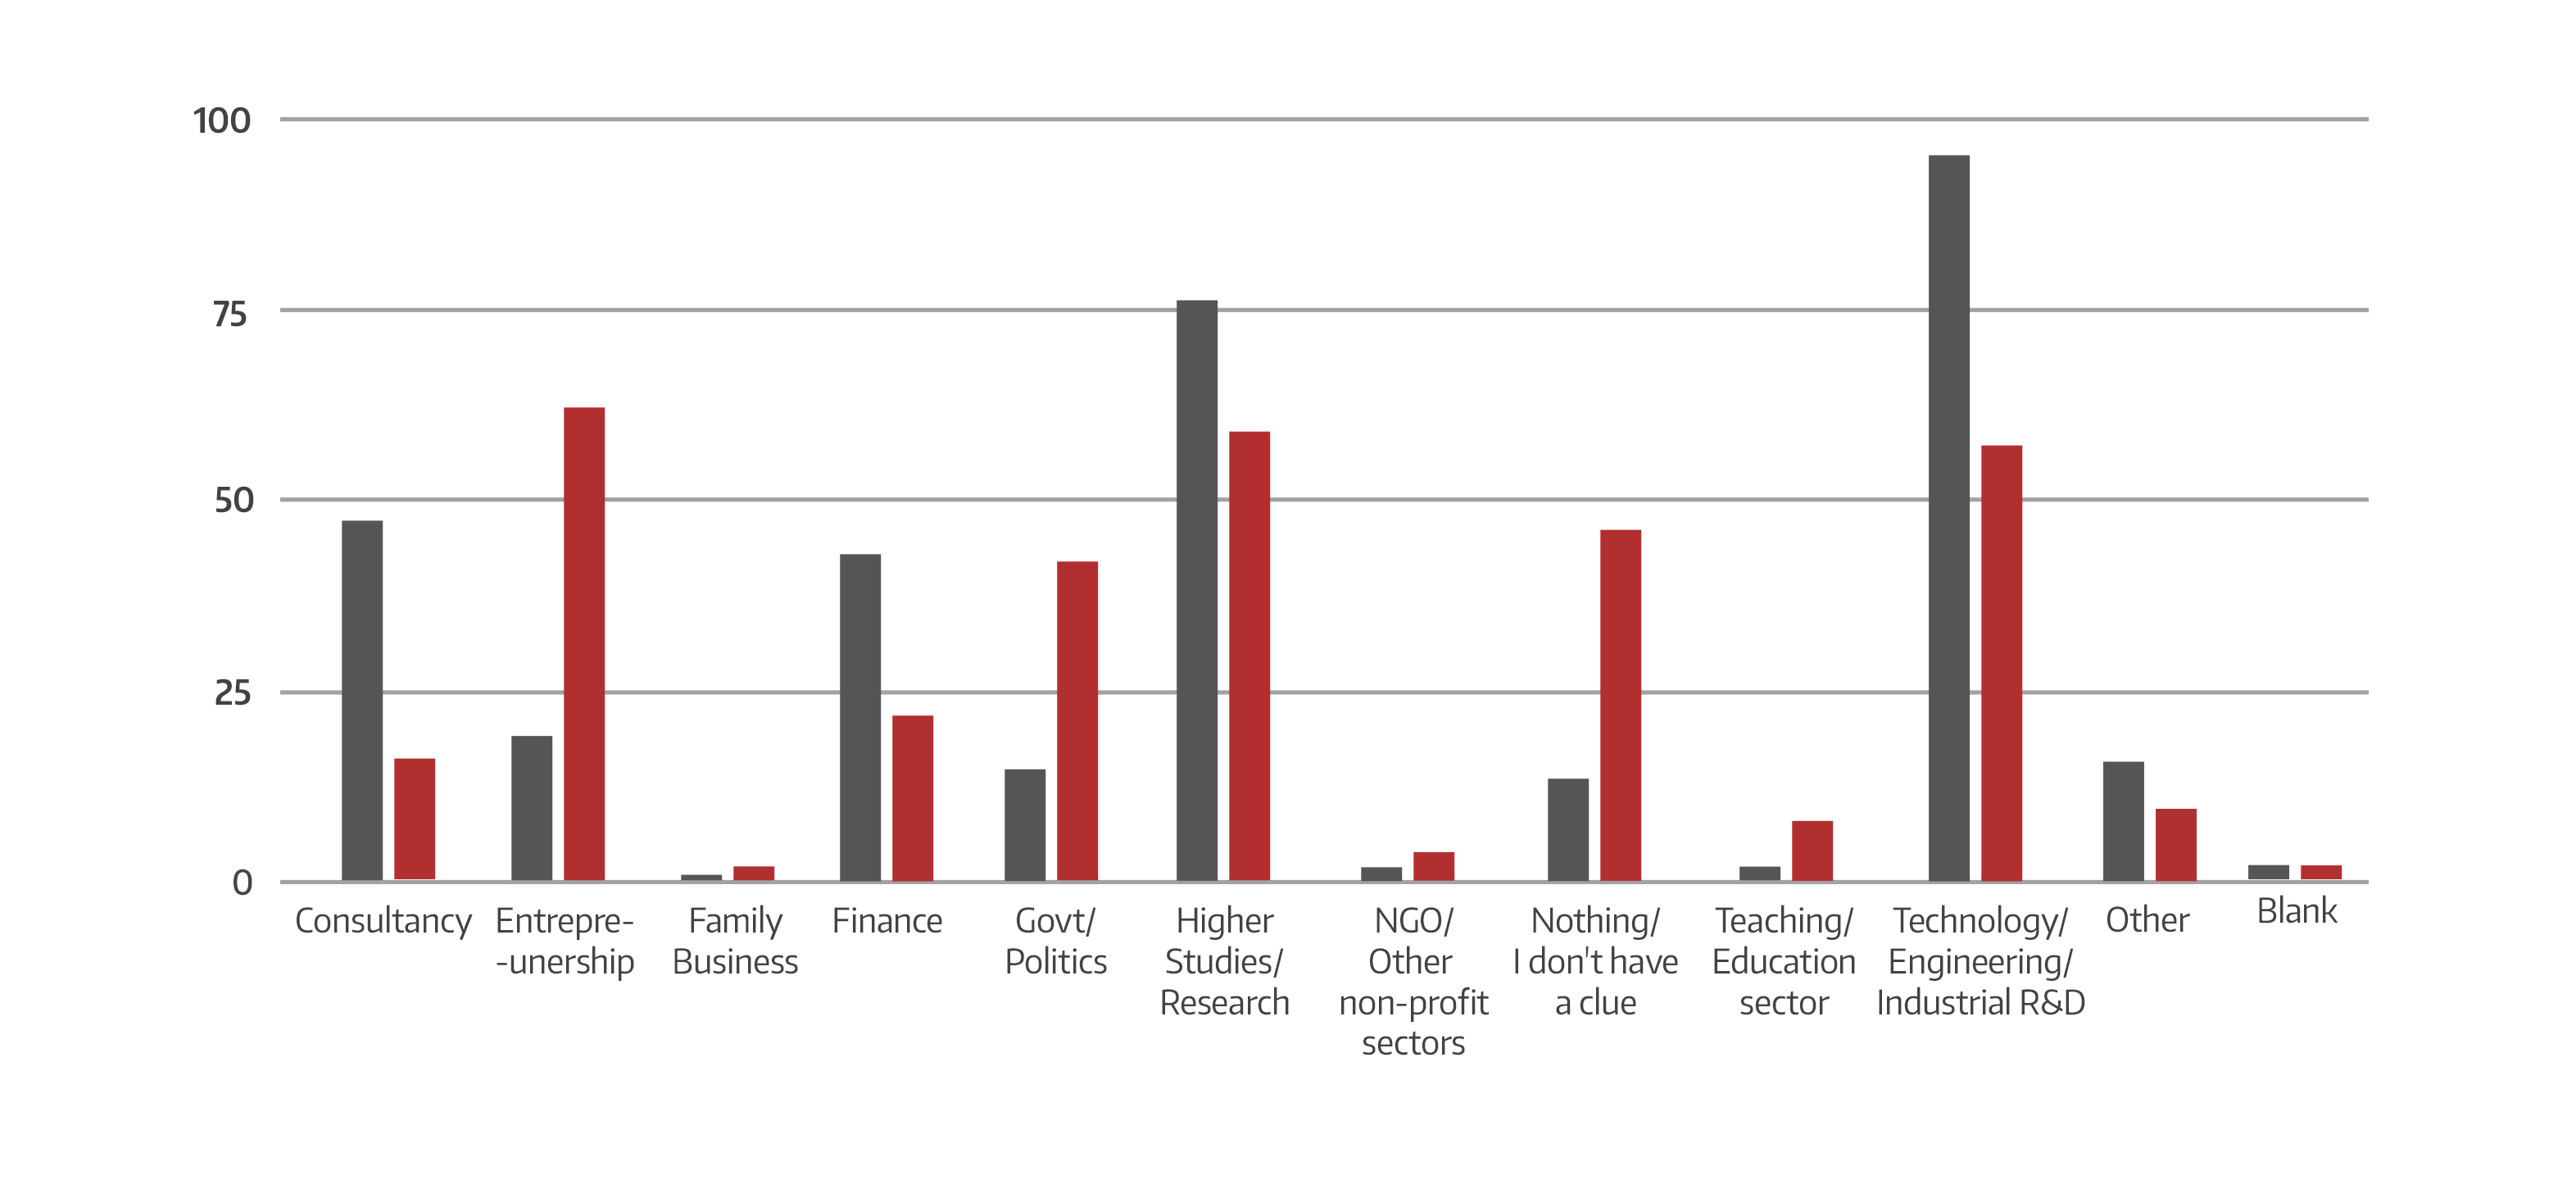 100
75
50
25
0
Consultancy
Entrepre-
-unership
Family
Business
Finance
Govt/
Politics
Higher
Studies/
Research
NGO/
Other
non-profit
sectors
Nothing/
I don't have
a clue
Teaching/
Education
sector
Technology/
Engineering/
Industrial R&D
Other
Blank